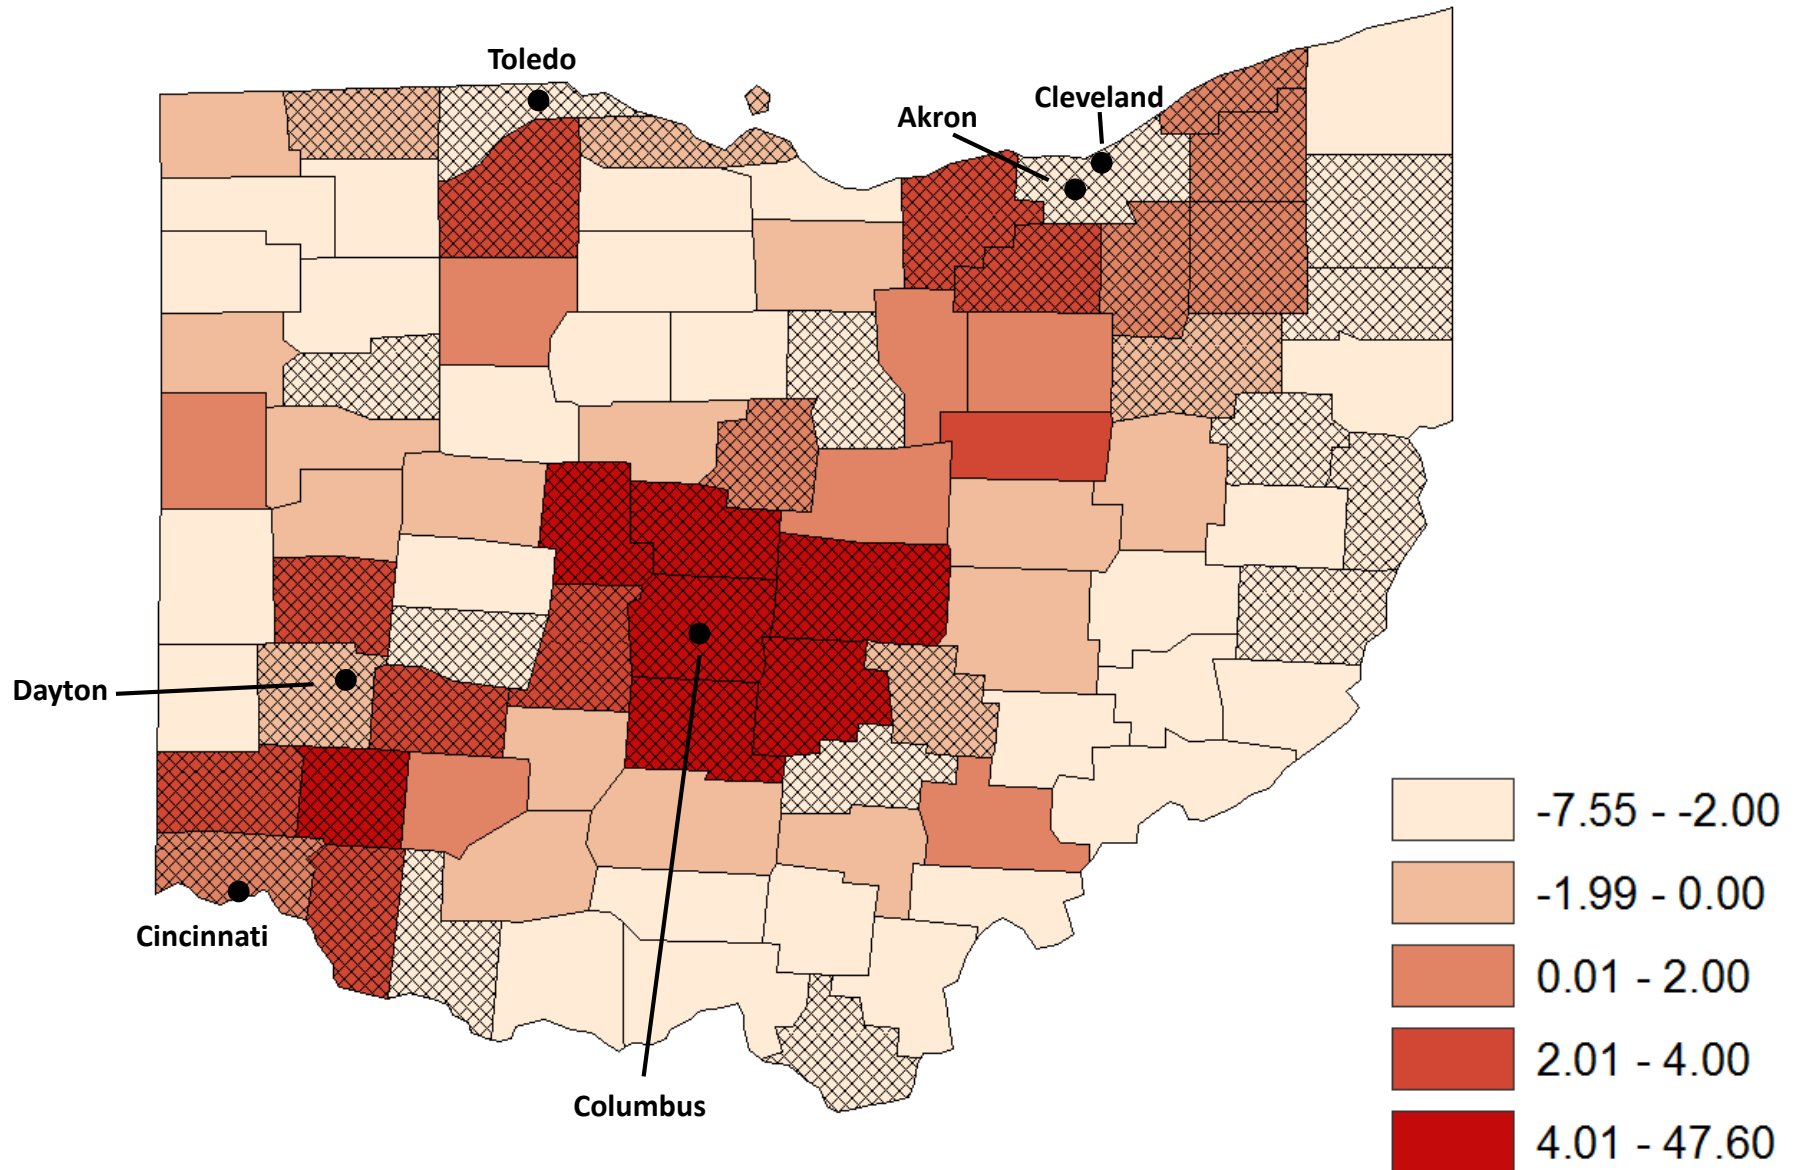 Toledo
Cleveland
Akron
Dayton
Cincinnati
Columbus
-7.55 - -2.00
-1.99 - 0.00
0.01 - 2.00
2.01 - 4.00
4.01 - 47.60